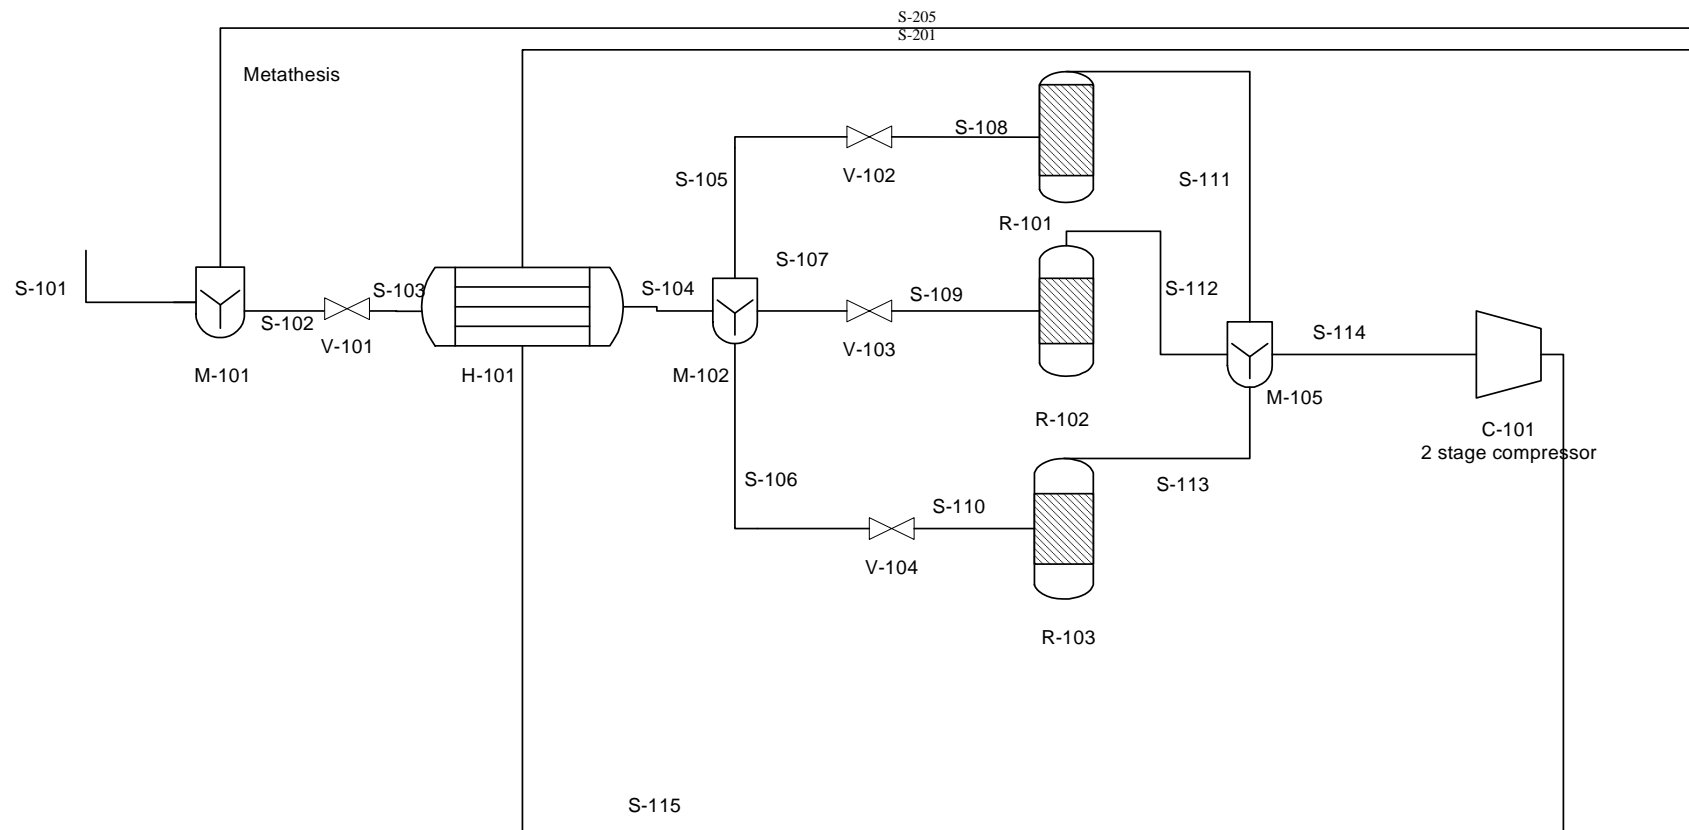 S-205
S-201
Metathesis
S-108
S-105
V-102
S-111
R-101
S-107
S-101
S-103
S-104
S-109
S-112
S-102
V-101
V-103
S-114
M-101
H-101
M-102
M-105
R-102
C-101
2 stage compressor
S-106
S-110
S-113
V-104
R-103
S-115